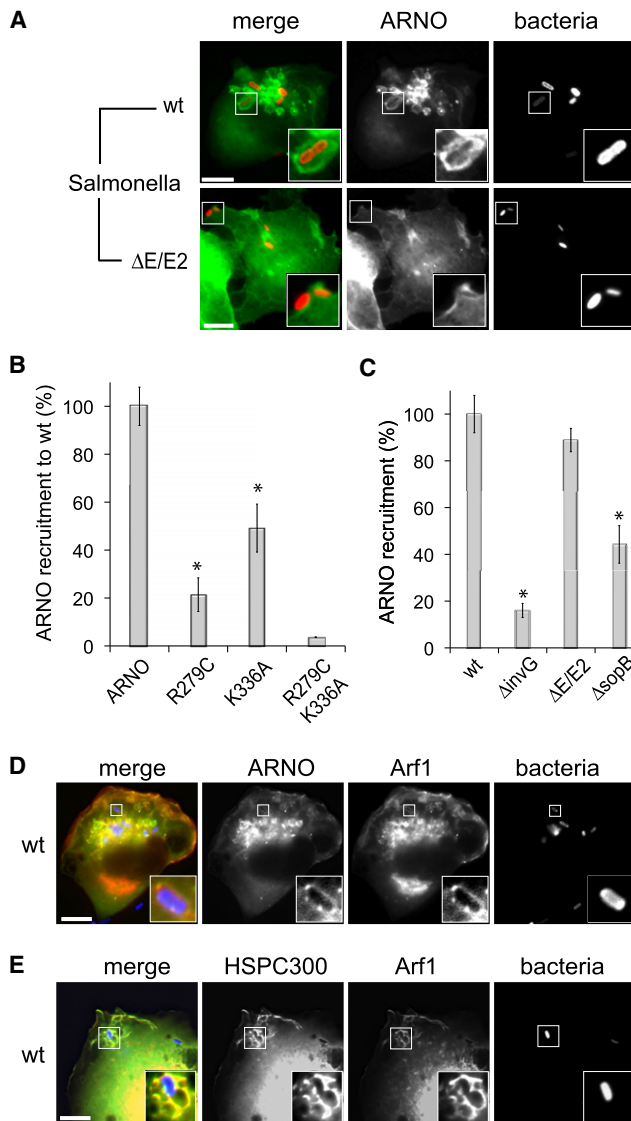 A
merge ARNO bacteria
wt
Salmonella
ΔE/E2
B
ARNO recruitment to wt (%)
100
80
60
40
20
0
*
*
ARNO
R279C
K336A
R279C
K336A
C
ARNO recruitment (%)
100
80
60
40
20
0
*
*
wt
ΔinvG
ΔE/E2
ΔsopB
D
merge ARNO Arf1 bacteria
wt
E
merge HSPC300 Arf1 bacteria
wt